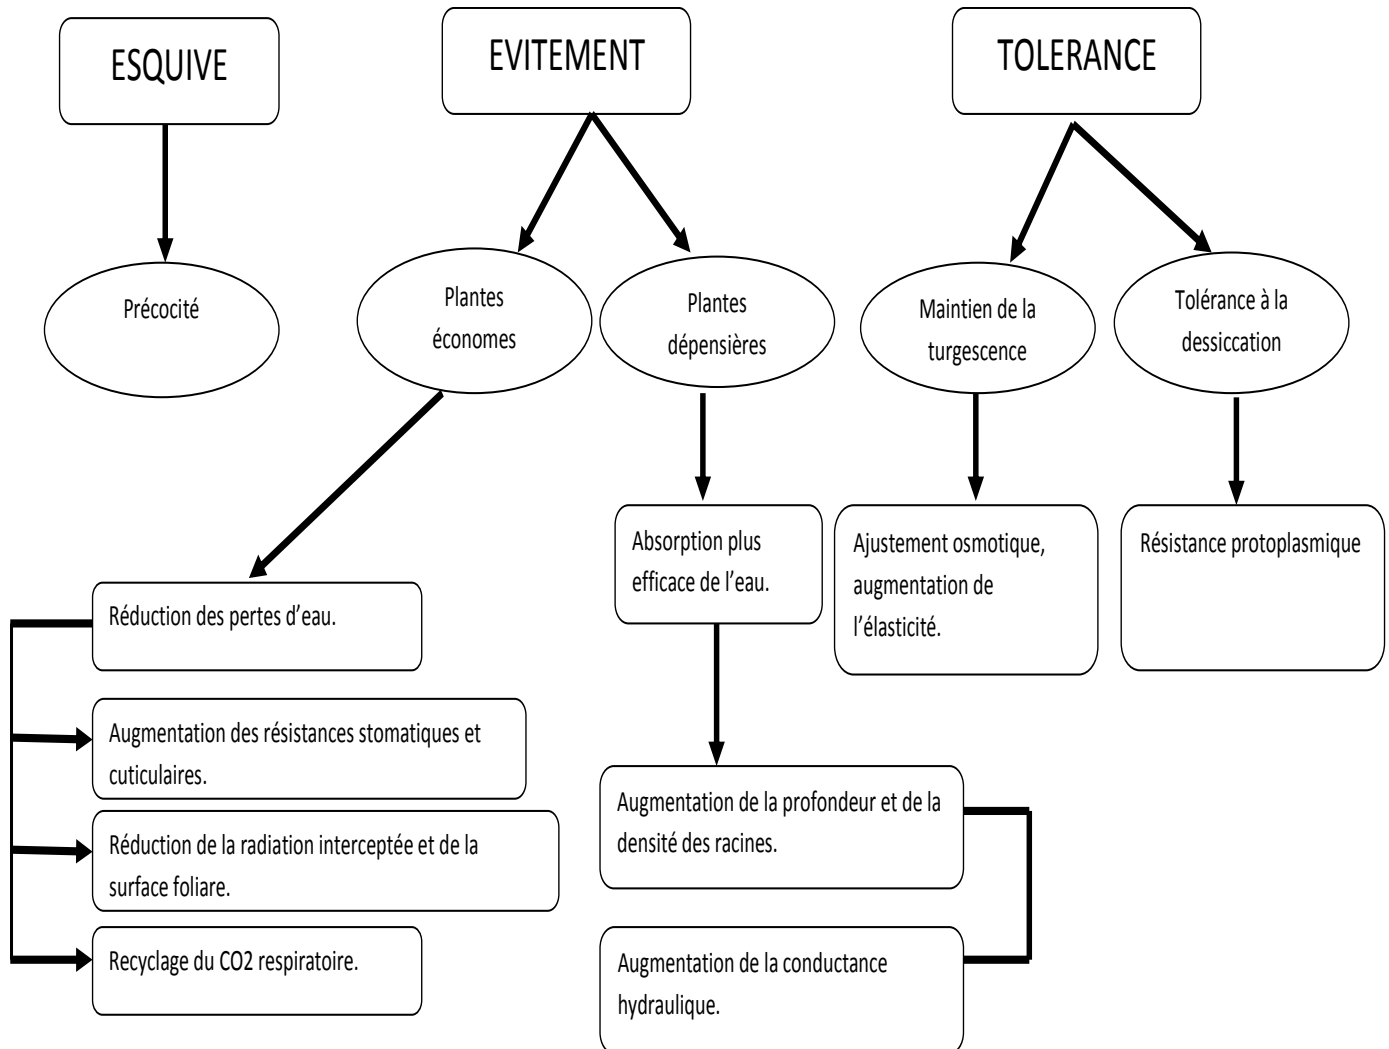 ESQUIVE
EVITEMENT
TOLERANCE
Précocité
Plantes
économes
Plantes
dépensières
Maintien de la
turgescence
Tolérance à la
dessiccation
Réduction des pertes d’eau.
Absorption plus
efficace de l’eau.
Ajustement osmotique,
augmentation de
l’élasticité.
Résistance protoplasmique
Augmentation des résistances stomatiques et
cuticulaires.
Réduction de la radiation interceptée et de la
surface foliare.
Recyclage du CO2 respiratoire.
Augmentation de la profondeur et de la
densité des racines.
Augmentation de la conductance
hydraulique.